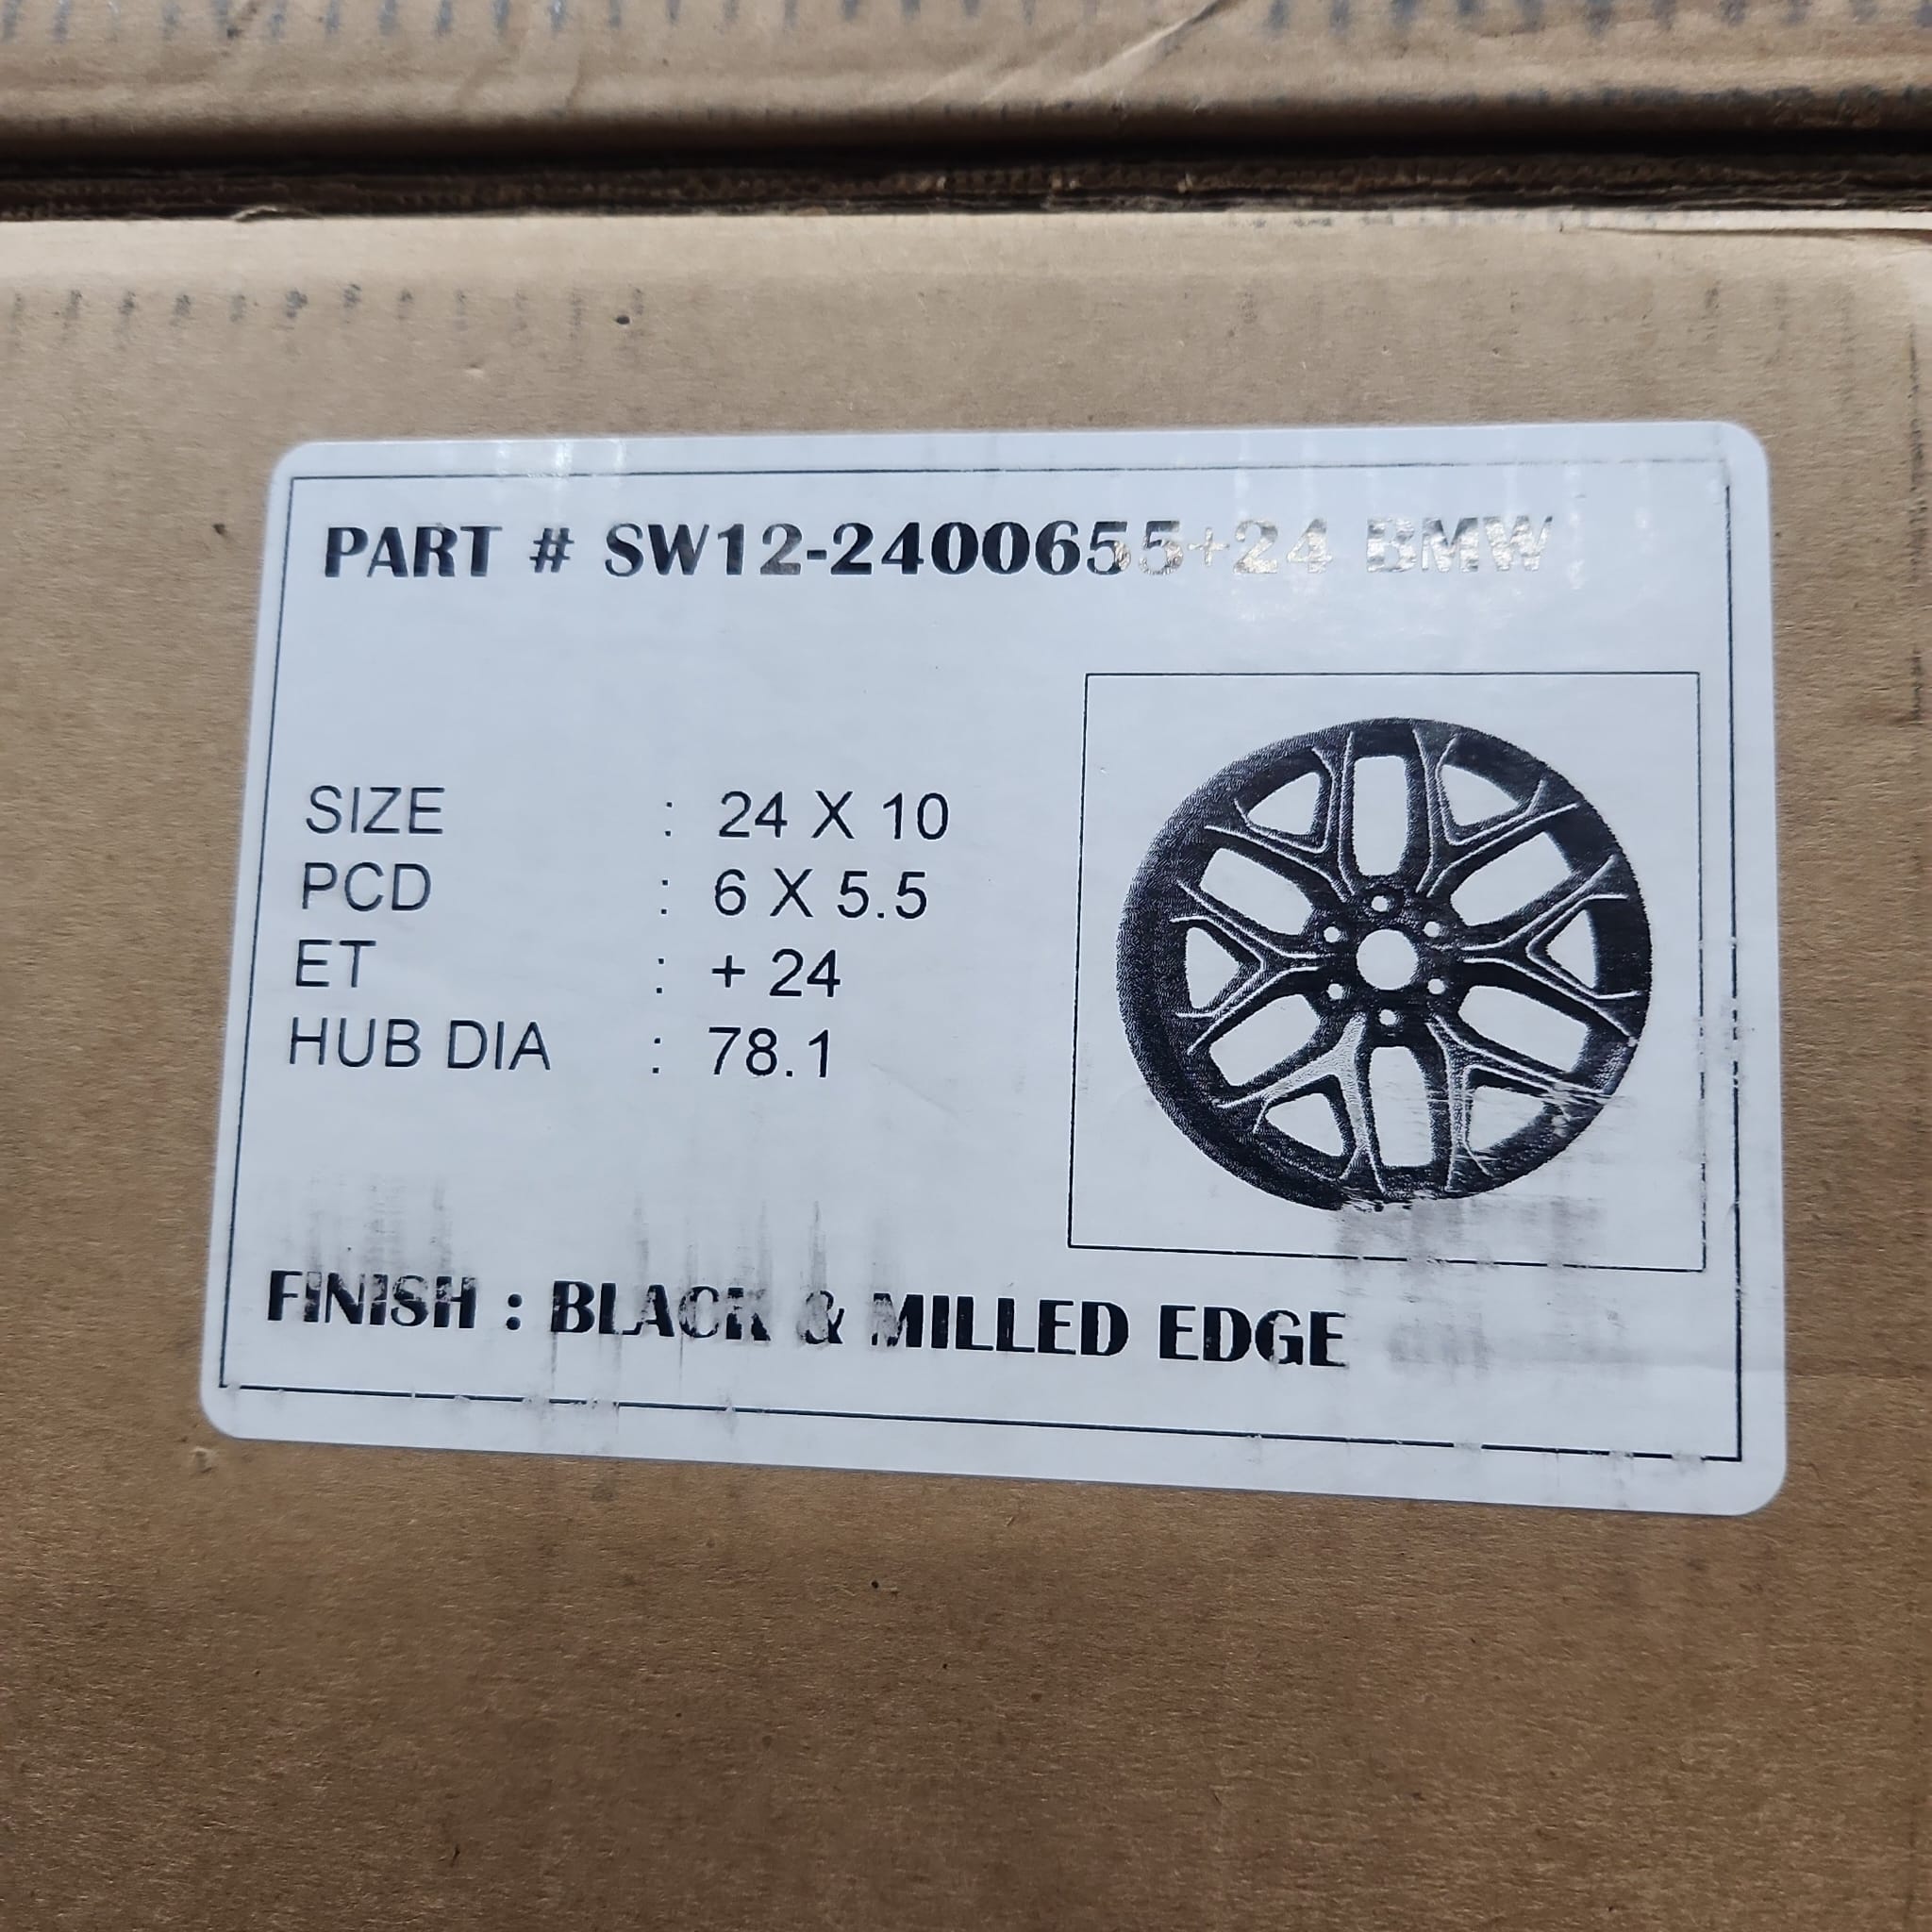 PART # SW12-2400655+24 BMW
SIZE : 24 X 10
PCD : 6 X 5.5
ET : + 24
HUB DIA : 78.1
FINISH : BLACK & MILLED EDGE